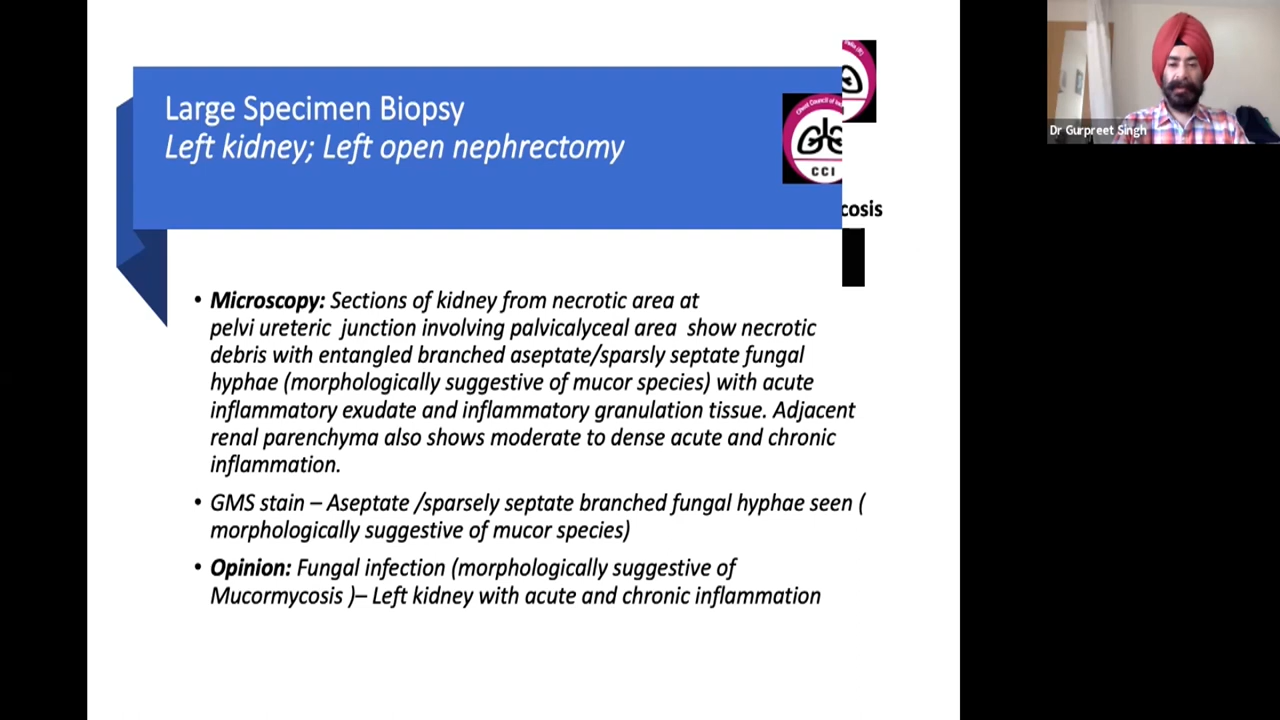 Large Specimen Biopsy
Left kidney; Left open nephrectomy
Chest Council of
CCI
cosis
Dr Gurpreet Singh
• Microscopy: Sections of kidney from necrotic area at
pelvi ureteric junction involving palvicalyceal area show necrotic
debris with entangled branched aseptate/sparsly septate fungal
hyphae (morphologically suggestive of mucor species) with acute
inflammatory exudate and inflammatory granulation tissue. Adjacent
renal parenchyma also shows moderate to dense acute and chronic
inflammation.
• GMS stain – Aseptate /sparsely septate branched fungal hyphae seen (
morphologically suggestive of mucor species)
• Opinion: Fungal infection (morphologically suggestive of
Mucormycosis )– Left kidney with acute and chronic inflammation